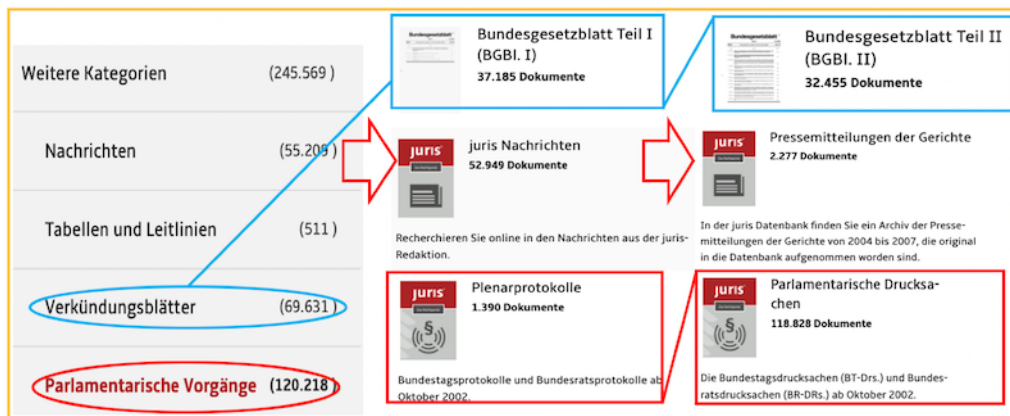 Weitere Kategorien (245.569 )
Nachrichten (55.209 )
Tabellen und Leitlinien (511 )
Verkündungsblätter (69.631 )
Parlamentarische Vorgänge (120.218 )
Bundesgesetzblatt
Bundesgesetzblatt Teil I
(BGBl. I)
37.185 Dokumente
Bundesgesetzblatt
Bundesgesetzblatt Teil II
(BGBl. II)
32.455 Dokumente
juris
juris Nachrichten
52.949 Dokumente
Recherchieren Sie online in den Nachrichten aus der juris-
Redaktion.
juris
Pressemitteilungen der Gerichte
2.277 Dokumente
In der juris Datenbank finden Sie ein Archiv der Presse-
mitteilungen der Gerichte von 2004 bis 2007, die original
in die Datenbank aufgenommen worden sind.
juris
§
Plenarprotokolle
1.390 Dokumente
Bundestagsprotokolle und Bundesratsprotokolle ab
Oktober 2002.
juris
§
Parlamentarische Drucksa-
chen
118.828 Dokumente
Die Bundestagsdrucksachen (BT-Drs.) und Bundes-
ratsdrucksachen (BR-DRs.) ab Oktober 2002.